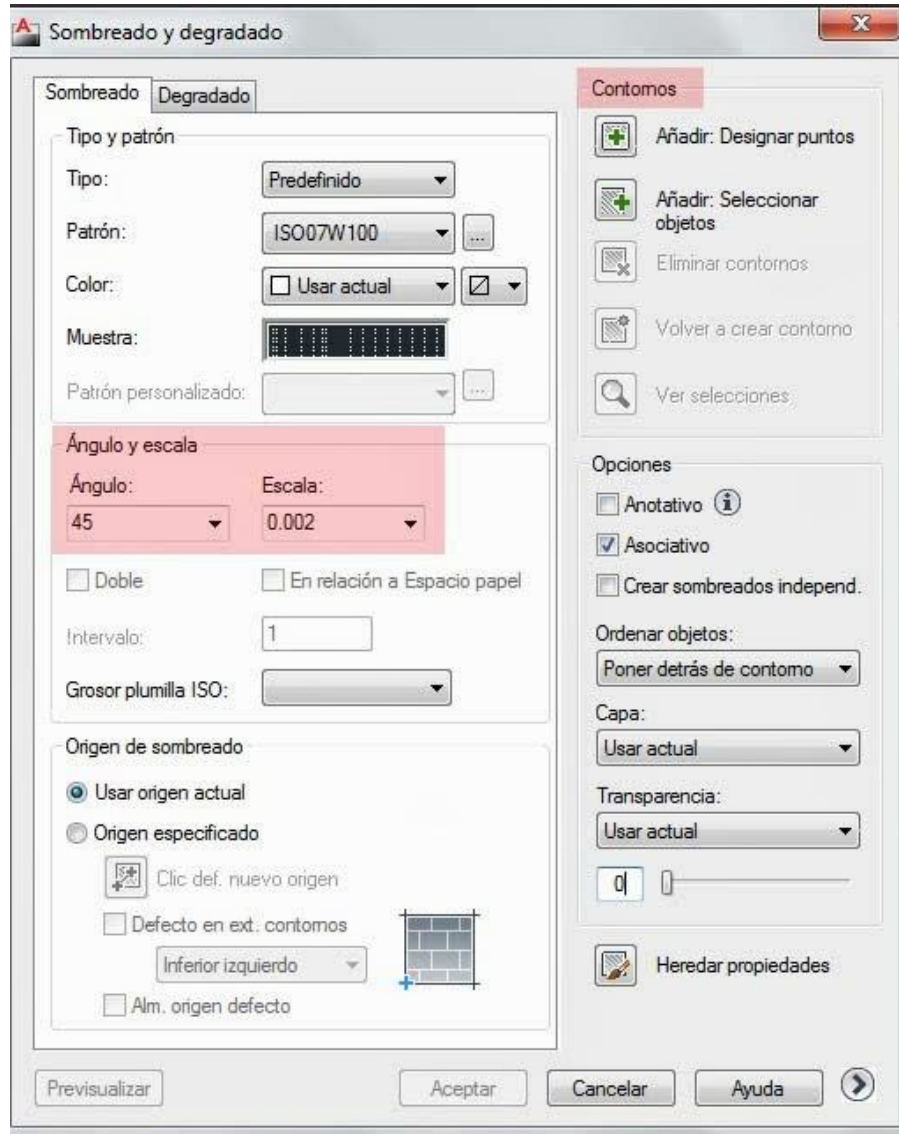 Sombreado y degradado
Sombreado
Degradado
Tipo y patrón
Tipo:
Predefinido
Patrón:
ISO07W100
...
Color:
Usar actual
Muestra:
Patrón personalizado:
...
Ángulo y escala
Ángulo:
Escala:
45
0.002
Doble
En relación a Espacio papel
Intervalo:
1
Grosor plumilla ISO:
Origen de sombreado
Usar origen actual
Origen especificado
Clic def. nuevo origen
Defecto en ext. contornos
Inferior izquierdo
Alm. origen defecto
Contornos
Añadir: Designar puntos
Añadir: Seleccionar
objetos
Eliminar contornos
Volver a crear contorno
Ver selecciones
Opciones
Anotativo
Asociativo
Crear sombreados independ.
Ordenar objetos:
Poner detrás de contorno
Capa:
Usar actual
Transparencia:
Usar actual
0
Heredar propiedades
Previsualizar
Aceptar
Cancelar
Ayuda